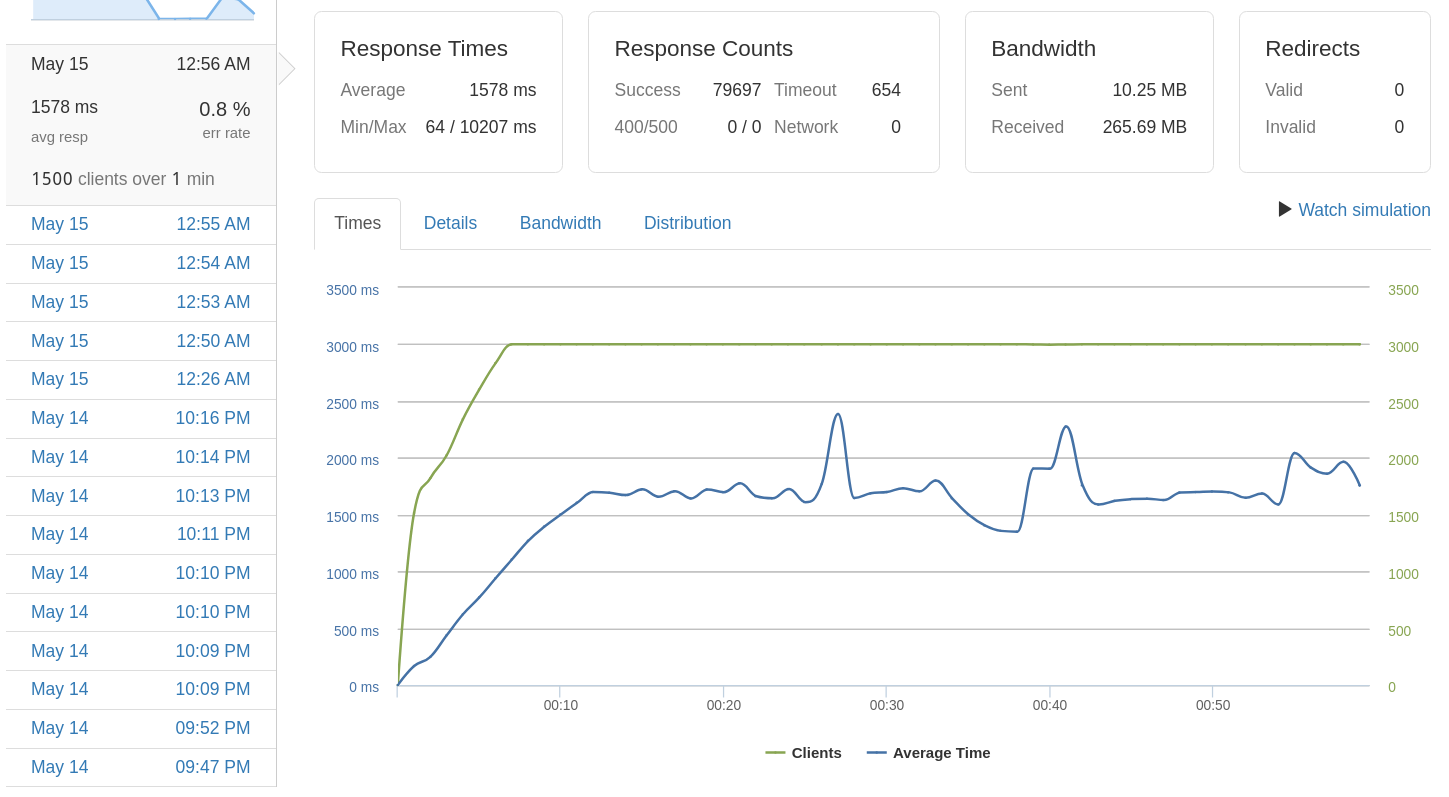 May 15 12:56 AM
1578 ms 0.8 %
avg resp err rate
1500 clients over 1 min
May 15 12:55 AM
May 15 12:54 AM
May 15 12:53 AM
May 15 12:50 AM
May 15 12:26 AM
May 14 10:16 PM
May 14 10:14 PM
May 14 10:13 PM
May 14 10:11 PM
May 14 10:10 PM
May 14 10:10 PM
May 14 10:09 PM
May 14 10:09 PM
May 14 09:52 PM
May 14 09:47 PM
Response Times
Average 1578 ms
Min/Max 64 / 10207 ms
Response Counts
Success 79697 Timeout 654
400/500 0 / 0 Network 0
Bandwidth
Sent 10.25 MB
Received 265.69 MB
Redirects
Valid 0
Invalid 0
Times Details Bandwidth Distribution
Watch simulation
3500 ms 3500
3000 ms 3000
2500 ms 2500
2000 ms 2000
1500 ms 1500
1000 ms 1000
500 ms 500
0 ms 0
00:10 00:20 00:30 00:40 00:50
Clients Average Time